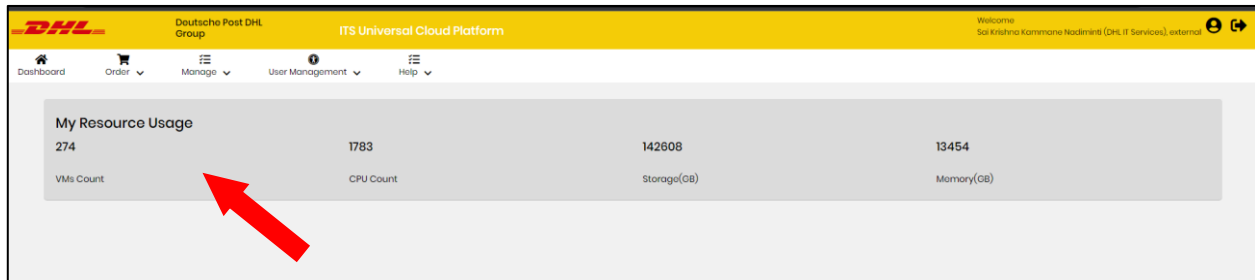 DHL
Deutsche Post DHL
Group
ITS Universal Cloud Platform
Welcome
Sai Krishna Kammane Nadiminti (DHL IT Services), external
Dashboard
Order
Manage
User Management
Help
My Resource Usage
274
1783
142608
13454
VMs Count
CPU Count
Storage(GB)
Memory(GB)